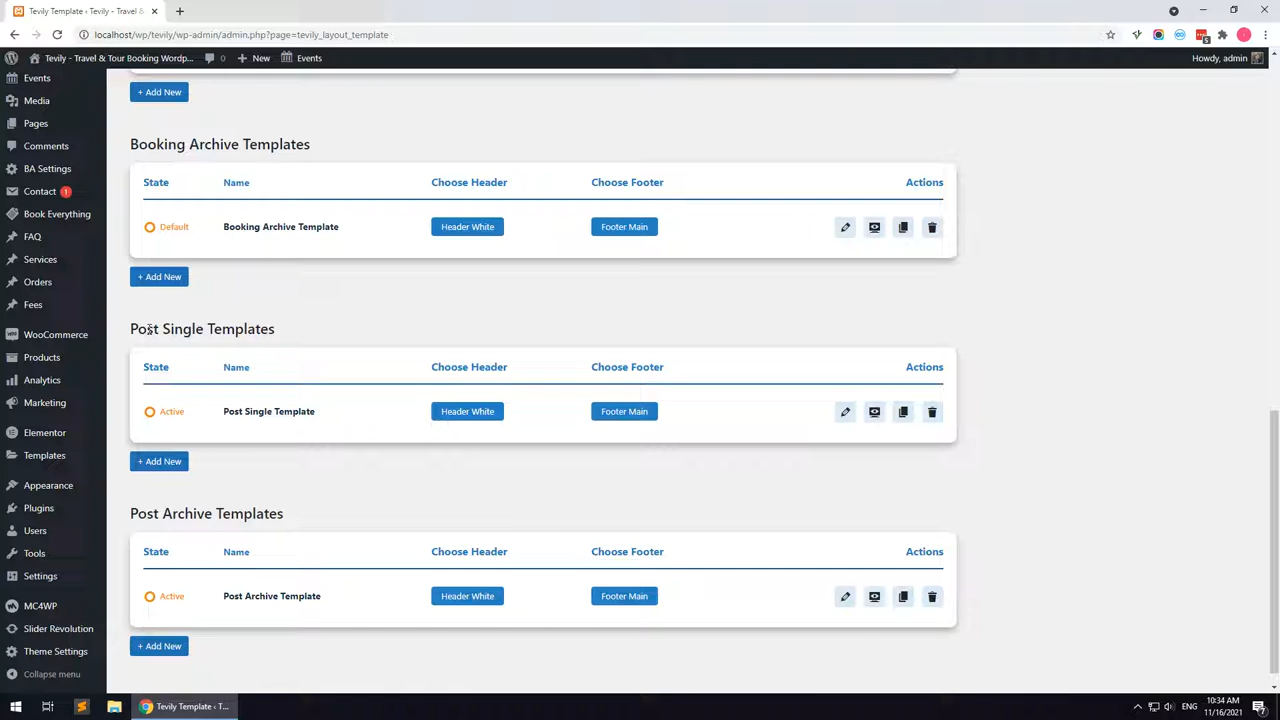 Tevily Template ‹ Tevily - Travel &
localhost/wp/tevily/wp-admin/admin.php?page=tevily_layout_template
5
Tevily - Travel & Tour Booking Wordp...
0
New
Events
Howdy, admin
Events
Media
Pages
Comments
BA Settings
Contact 1
Book Everything
FAQ
Services
Orders
Fees
WooCommerce
Products
Analytics
Marketing
Elementor
Templates
Appearance
Plugins
Users
Tools
Settings
MC4WP
Slider Revolution
Theme Settings
Collapse menu
+ Add New
Booking Archive Templates
State Name Choose Header Choose Footer Actions
Default Booking Archive Template Header White Footer Main
+ Add New
Post Single Templates
State Name Choose Header Choose Footer Actions
Active Post Single Template Header White Footer Main
+ Add New
Post Archive Templates
State Name Choose Header Choose Footer Actions
Active Post Archive Template Header White Footer Main
+ Add New
Tevily Template ‹ T...
ENG
10:34 AM
11/16/2021